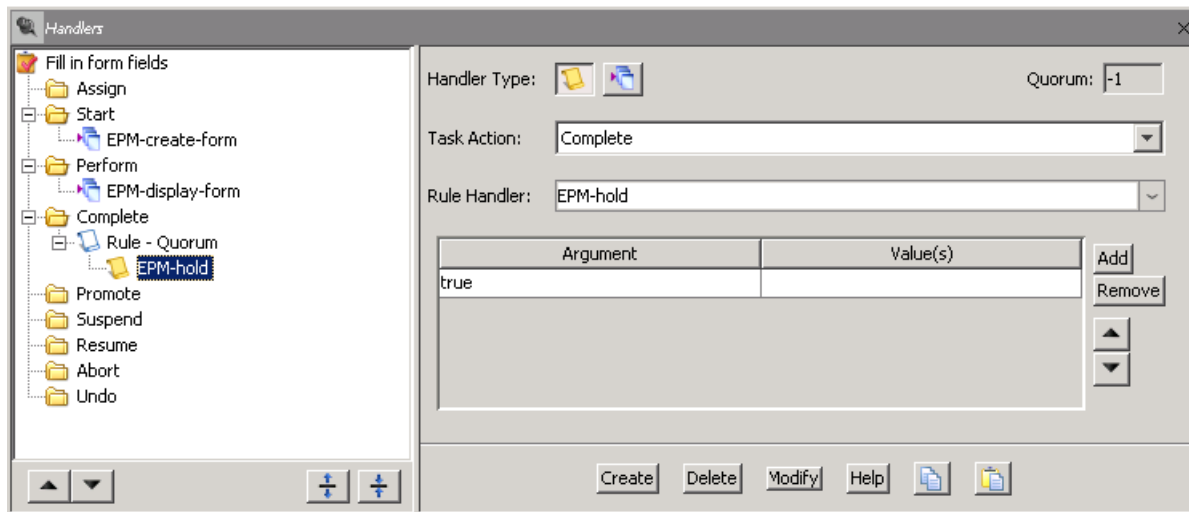 Handlers
Fill in form fields
Assign
Start
EPM-create-form
Perform
EPM-display-form
Complete
Rule - Quorum
EPM-hold
Promote
Suspend
Resume
Abort
Undo
Handler Type:
Quorum: -1
Task Action: Complete
Rule Handler: EPM-hold
Argument Value(s)
true
Add
Remove
Create Delete Modify Help